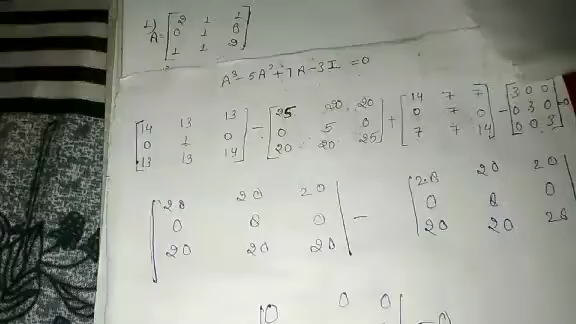 1)
A = [ 2 1 1
0 1 0
1 1 2 ]
A³ - 5A² + 7A - 3I = 0
[ 14 13 13 ] - [ 25 20 20 ] + [ 14 7 7 ] - [ 3 0 0 ] = 0
[ 0 1 0 ] [ 0 5 0 ] [ 0 7 0 ] [ 0 3 0 ]
[ 13 13 14 ] [ 20 20 25 ] [ 7 7 14 ] [ 0 0 3 ]
[ 28 20 20 ] - [ 28 20 20 ]
[ 0 8 0 ] [ 0 8 0 ]
[ 20 20 28 ] [ 20 20 28 ]
[ 0 0 0 ] = 0